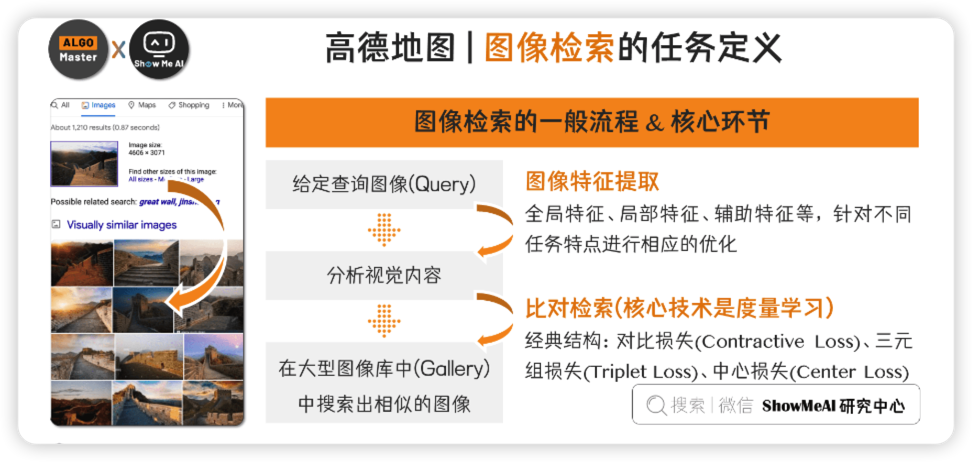 ALGO
Master
X
Show Me AI
高德地图 | 图像检索的任务定义
All Images Maps Shopping More
About 1,210 results (0.87 seconds)
Image size:
4606 × 3071
Find other sizes of this image:
All sizes - Large
Possible related search: great wall,
Visually similar images
图像检索的一般流程 & 核心环节
给定查询图像(Query)
分析视觉内容
在大型图像库中(Gallery)
中搜索出相似的图像
图像特征提取
全局特征、局部特征、辅助特征等，针对不同
任务特点进行相应的优化
比对检索(核心技术是度量学习)
经典结构：对比损失(Contractive Loss)、三元
组损失(Triplet Loss)、中心损失(Center Loss)
搜索 | 微信 ShowMeAI 研究中心